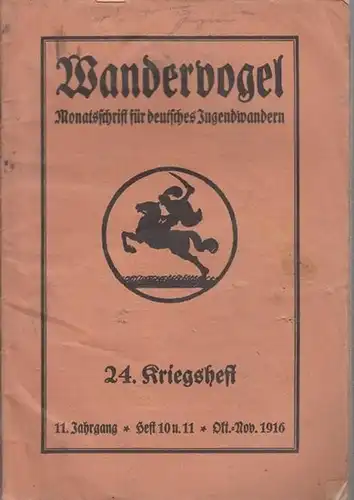 Wandervogel
Monatsschrift für deutsches Jugendwandern
24. Kriegsheft
11. Jahrgang * Heft 10 u. 11 * Okt.-Nov. 1916